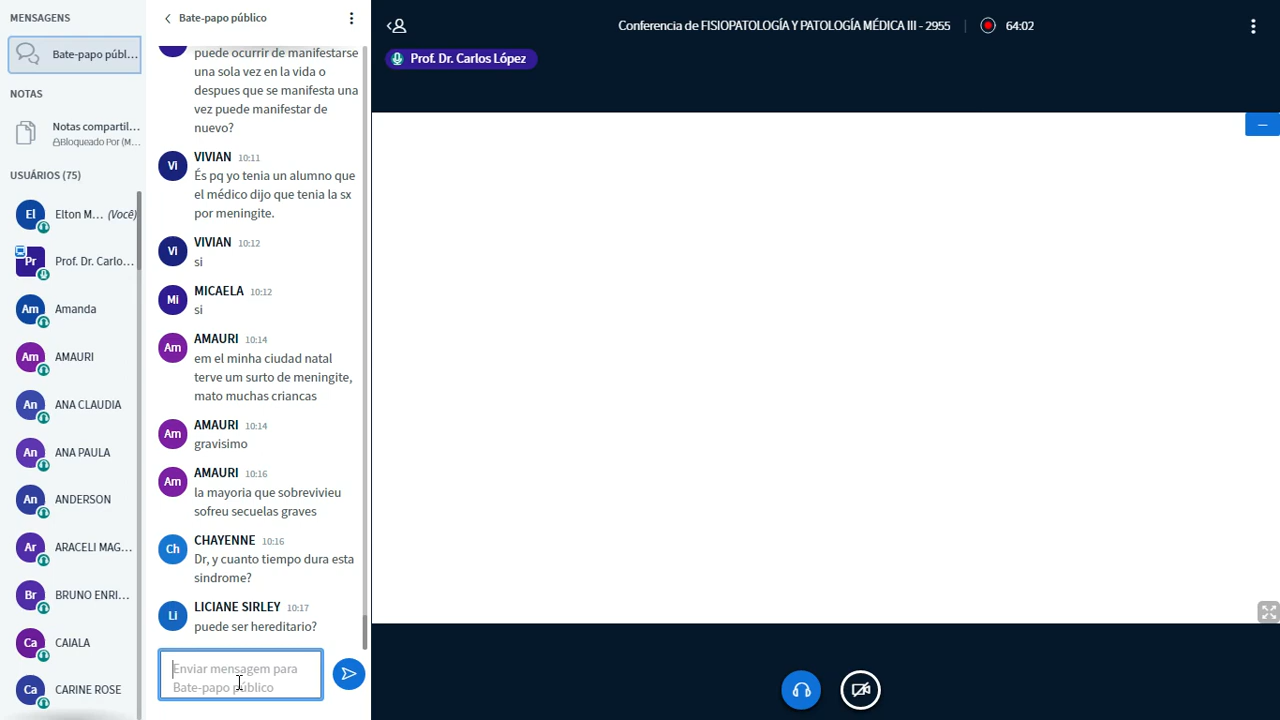 MENSAGENS
Bate-papo públ...
NOTAS
Notas compartil...
Bloqueado Por (M...
USUÁRIOS (75)
El Elton M... (Você)
Pr Prof. Dr. Carlo...
Am Amanda
Am AMAURI
An ANA CLAUDIA
An ANA PAULA
An ANDERSON
Ar ARACELI MAG...
Br BRUNO ENRI...
Ca CAIALA
Ca CARINE ROSE
Bate-papo público
puede ocurrir de manifestarse
una sola vez en la vida o
despues que se manifesta una
vez puede manifestar de
nuevo?
Vi VIVIAN 10:11
És pq yo tenia un alumno que
el médico dijo que tenia la sx
por meningite.
Vi VIVIAN 10:12
si
Mi MICAELA 10:12
si
Am AMAURI 10:14
em el minha ciudad natal
terve um surto de meningite,
mato muchas criancas
Am AMAURI 10:14
gravisimo
Am AMAURI 10:16
la mayoria que sobrevivieu
sofreu secuelas graves
Ch CHAYENNE 10:16
Dr, y cuanto tiempo dura esta
sindrome?
Li LICIANE SIRLEY 10:17
puede ser hereditario?
Enviar mensagem para
Bate-papo público
Conferencia de FISIOPATOLOGÍA Y PATOLOGÍA MÉDICA III - 2955
64:02
Prof. Dr. Carlos López